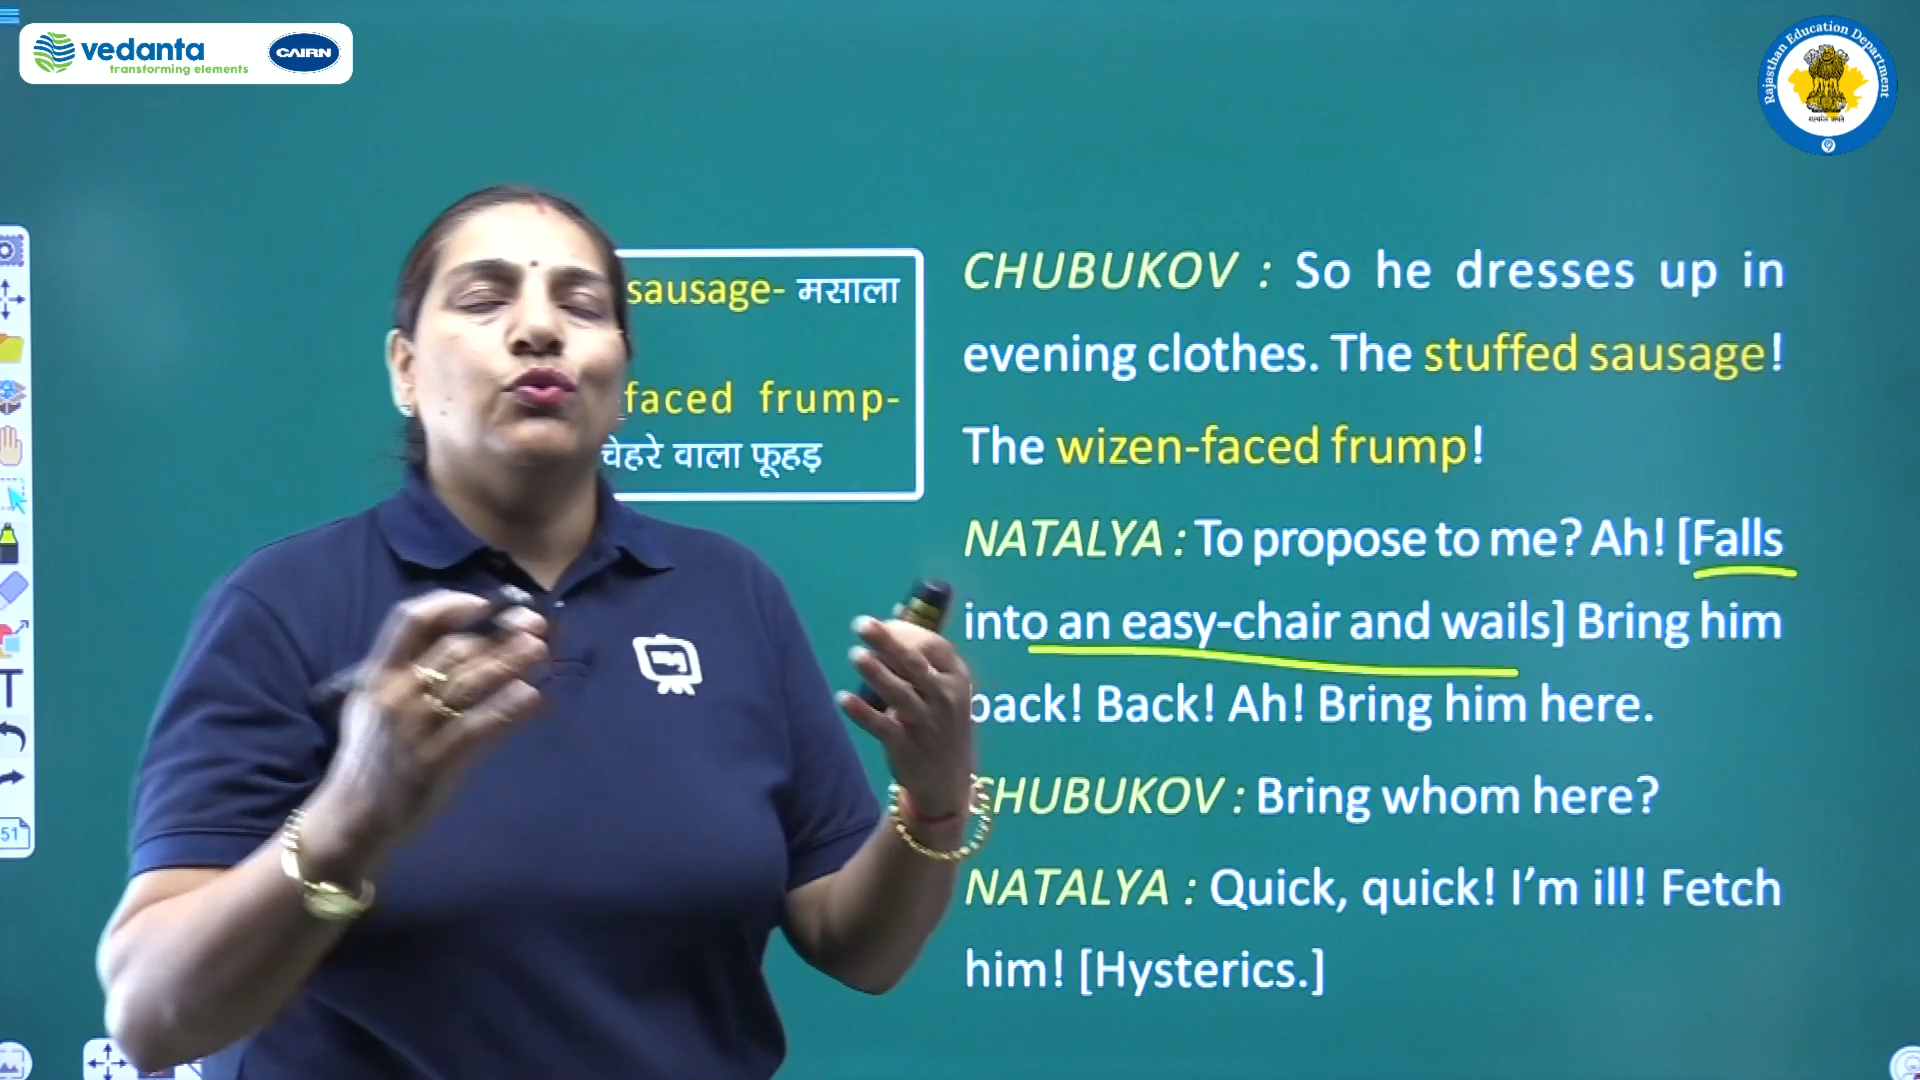 vedanta
transforming elements
CAIRN
Rajasthan Education Department
सत्यमेव जयते
sausage- मसाला
faced frump-
चेहरे वाला फूहड़
CHUBUKOV : So he dresses up in
evening clothes. The stuffed sausage!
The wizen-faced frump!
NATALYA : To propose to me? Ah! [Falls
into an easy-chair and wails] Bring him
back! Back! Ah! Bring him here.
CHUBUKOV : Bring whom here?
NATALYA : Quick, quick! I'm ill! Fetch
him! [Hysterics.]
T
51